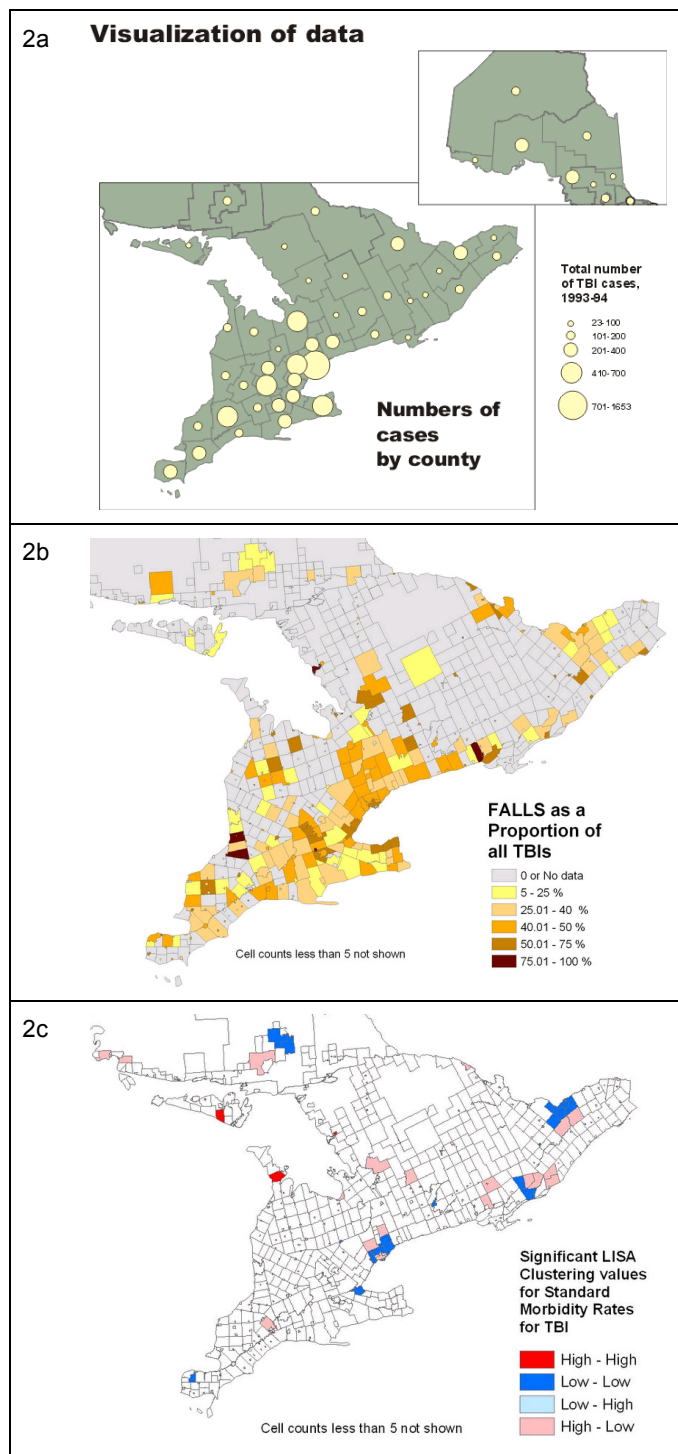 2a
Visualization of data
Total number
of TBI cases,
1993-94
23-100
101-200
201-400
410-700
701-1653
Numbers of
cases
by county
2b
FALLS as a
Proportion of
all TBIs
0 or No data
5 - 25 %
25.01 - 40 %
40.01 - 50 %
50.01 - 75 %
75.01 - 100 %
Cell counts less than 5 not shown
2c
Significant LISA
Clustering values
for Standard
Morbidity Rates
for TBI
High - High
Low - Low
Low - High
High - Low
Cell counts less than 5 not shown